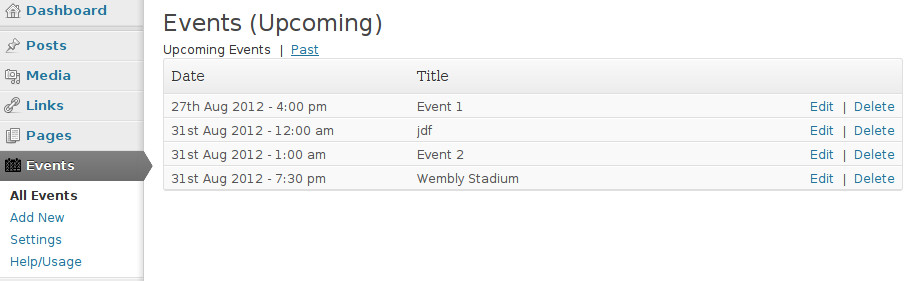 Dashboard
Posts
Media
Links
Pages
Events
All Events
Add New
Settings
Help/Usage
Events (Upcoming)
Upcoming Events | Past
Date Title
27th Aug 2012 - 4:00 pm Event 1 Edit | Delete
31st Aug 2012 - 12:00 am jdf Edit | Delete
31st Aug 2012 - 1:00 am Event 2 Edit | Delete
31st Aug 2012 - 7:30 pm Wembly Stadium Edit | Delete